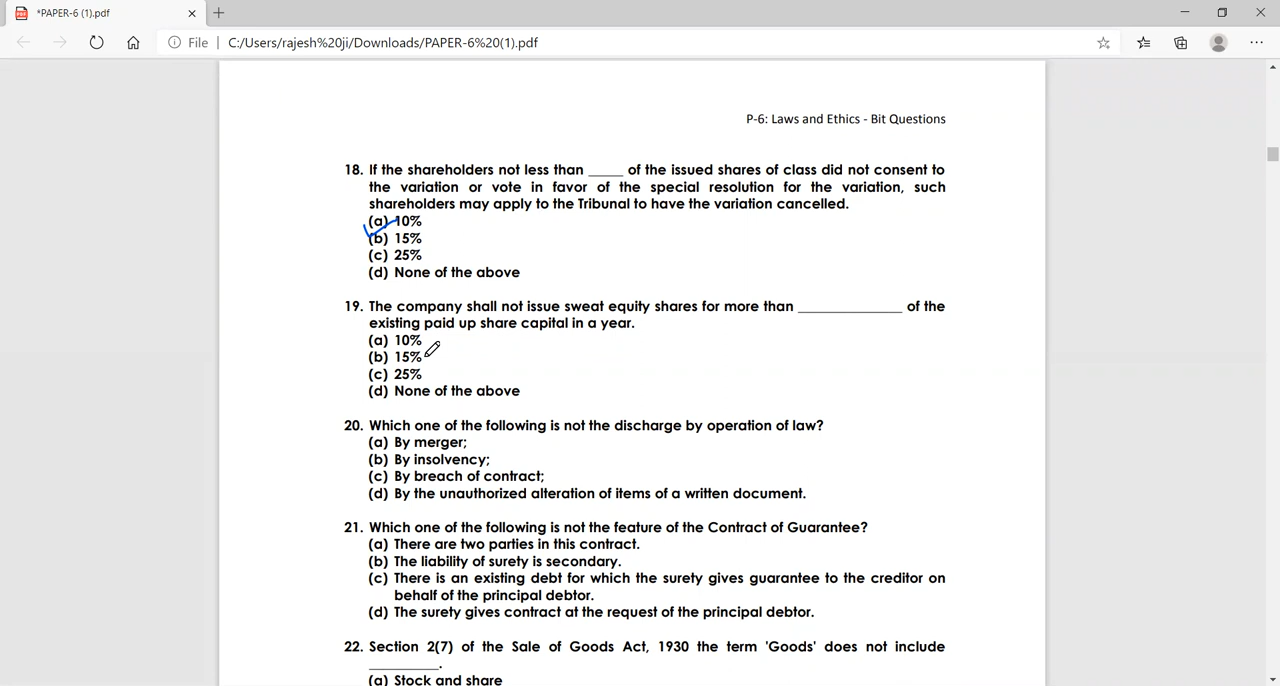 *PAPER-6 (1).pdf
File | C:/Users/rajesh%20ji/Downloads/PAPER-6%20(1).pdf
P-6: Laws and Ethics - Bit Questions
18. If the shareholders not less than _____ of the issued shares of class did not consent to
the variation or vote in favor of the special resolution for the variation, such
shareholders may apply to the Tribunal to have the variation cancelled.
(a) 10%
(b) 15%
(c) 25%
(d) None of the above
19. The company shall not issue sweat equity shares for more than _______________ of the
existing paid up share capital in a year.
(a) 10%
(b) 15%
(c) 25%
(d) None of the above
20. Which one of the following is not the discharge by operation of law?
(a) By merger;
(b) By insolvency;
(c) By breach of contract;
(d) By the unauthorized alteration of items of a written document.
21. Which one of the following is not the feature of the Contract of Guarantee?
(a) There are two parties in this contract.
(b) The liability of surety is secondary.
(c) There is an existing debt for which the surety gives guarantee to the creditor on
behalf of the principal debtor.
(d) The surety gives contract at the request of the principal debtor.
22. Section 2(7) of the Sale of Goods Act, 1930 the term 'Goods' does not include
__________.
(a) Stock and share